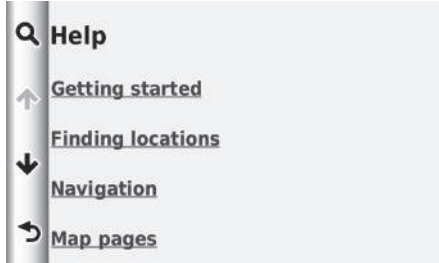 Help
Getting started
Finding locations
Navigation
Map pages